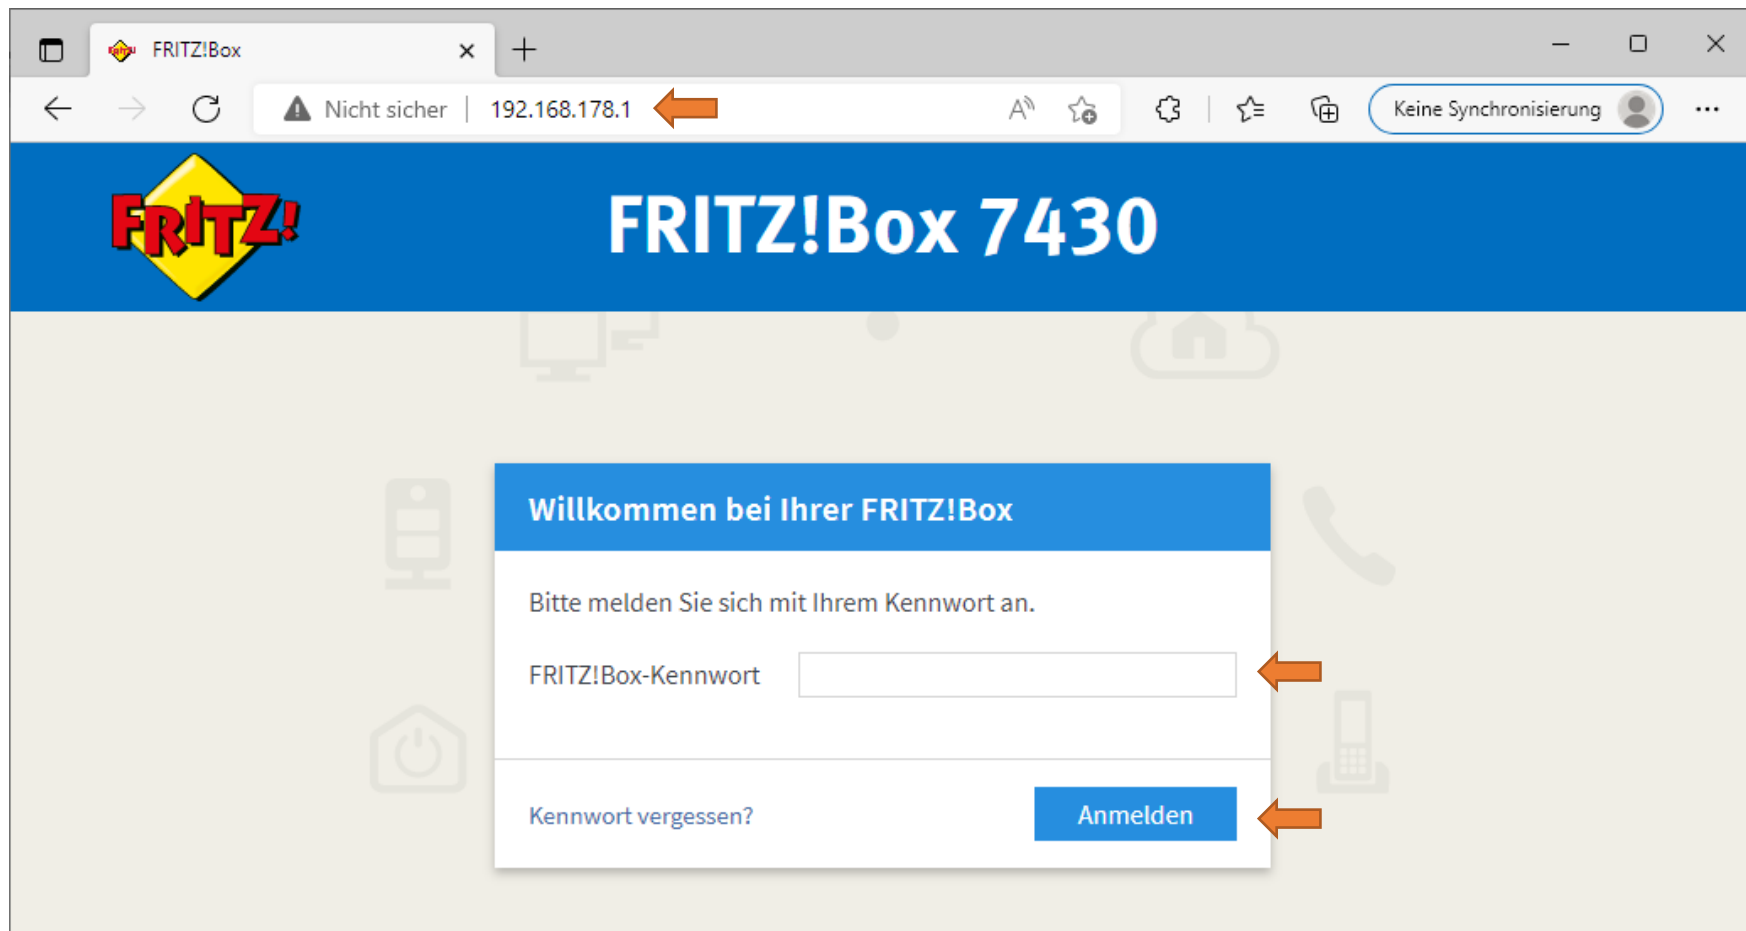 FRITZ!Box
Nicht sicher | 192.168.178.1
Keine Synchronisierung
FRITZ!
FRITZ!Box 7430
Willkommen bei Ihrer FRITZ!Box
Bitte melden Sie sich mit Ihrem Kennwort an.
FRITZ!Box-Kennwort
Kennwort vergessen?
Anmelden